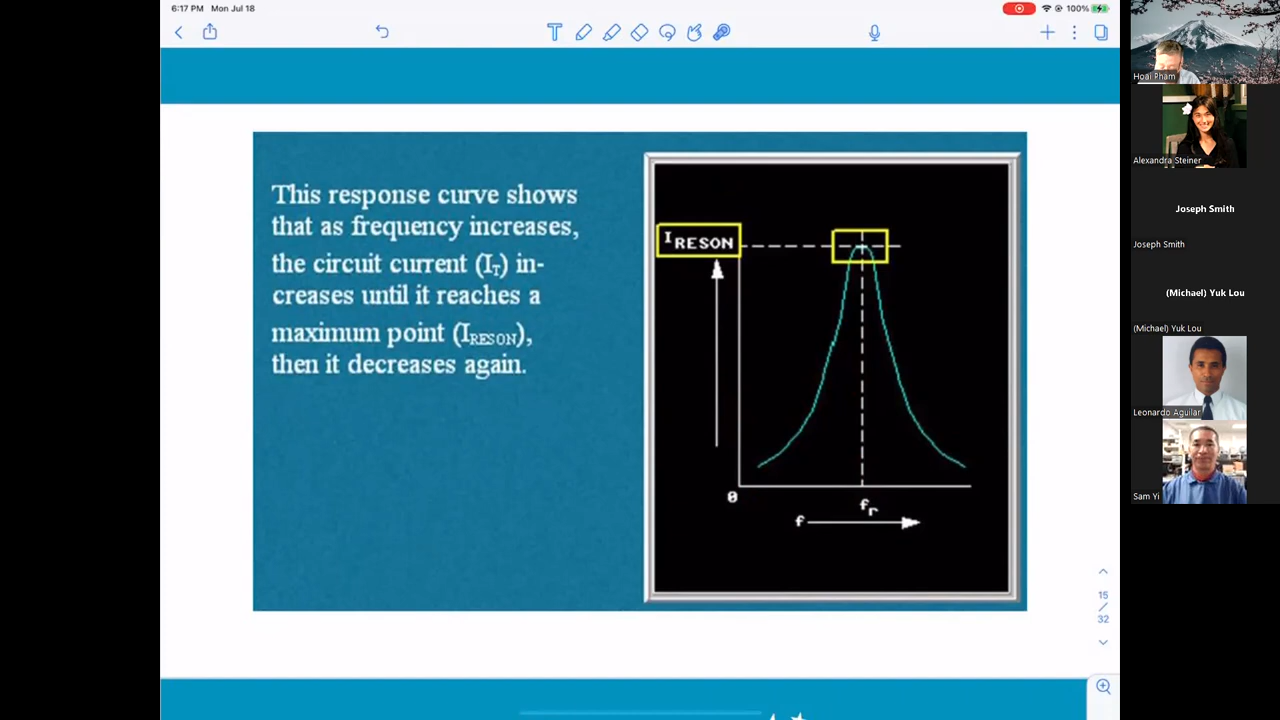 6:17 PM Mon Jul 18
100%
T
This response curve shows
that as frequency increases,
the circuit current (IT) in-
creases until it reaches a
maximum point (IRESON),
then it decreases again.
IRESON
0
fr
f
15
/
32
Hoai Pham
Alexandra Steiner
Joseph Smith
Joseph Smith
(Michael) Yuk Lou
(Michael) Yuk Lou
Leonardo Aguilar
Sam Yi